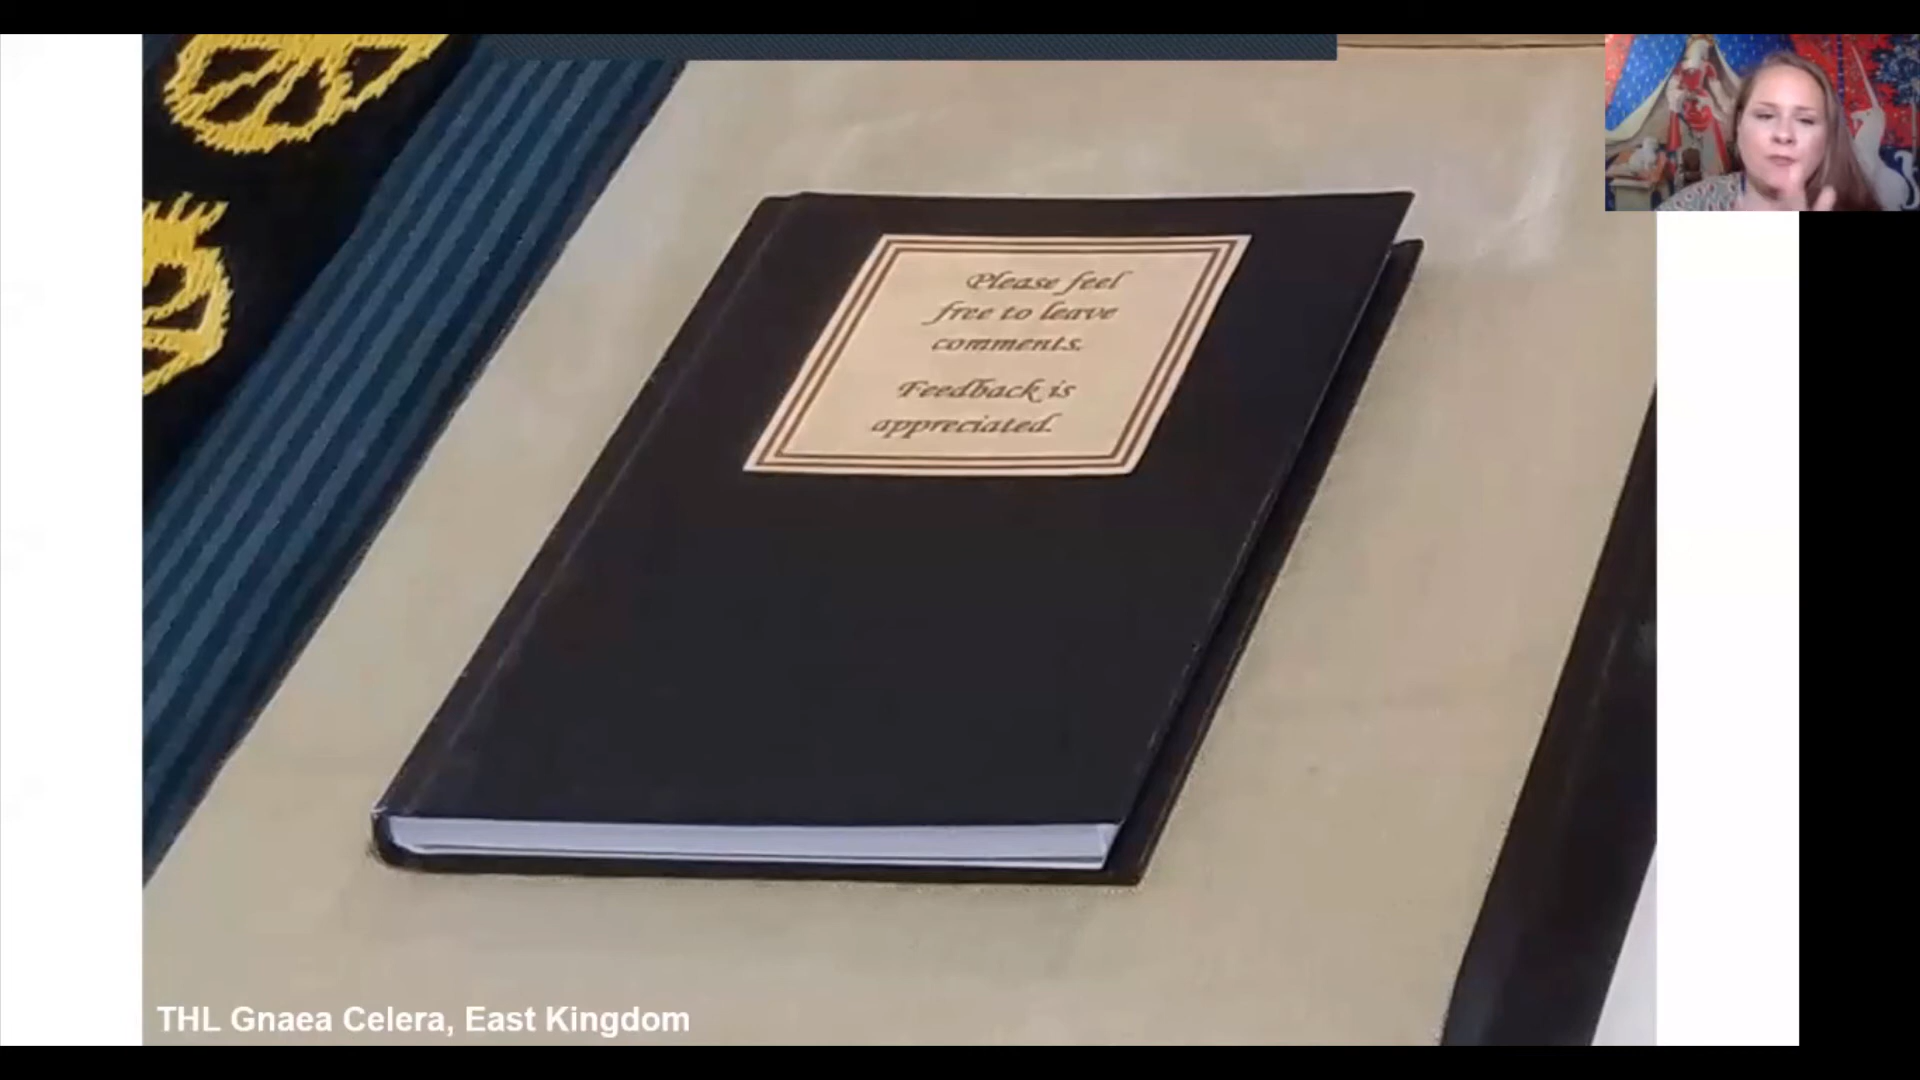 Please feel
free to leave
comments.
Feedback is
appreciated.
THL Gnaea Celera, East Kingdom